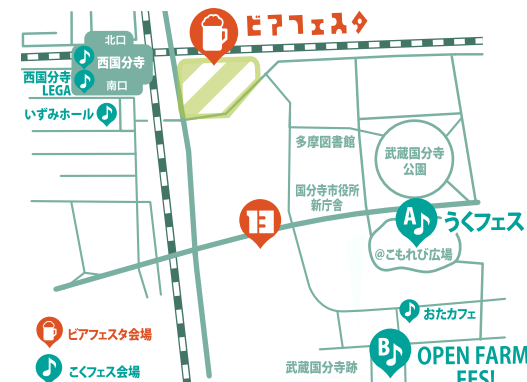 ビアフェスタ
北口
西国分寺
南口
西国分寺
LEGA
いずみホール
多摩図書館
武蔵国分寺
公園
国分寺市役所
新庁舎
13
A
うくフェス
@こもれび広場
おたカフェ
ビアフェスタ会場
こくフェス会場
武蔵国分寺跡
B
OPEN FARM